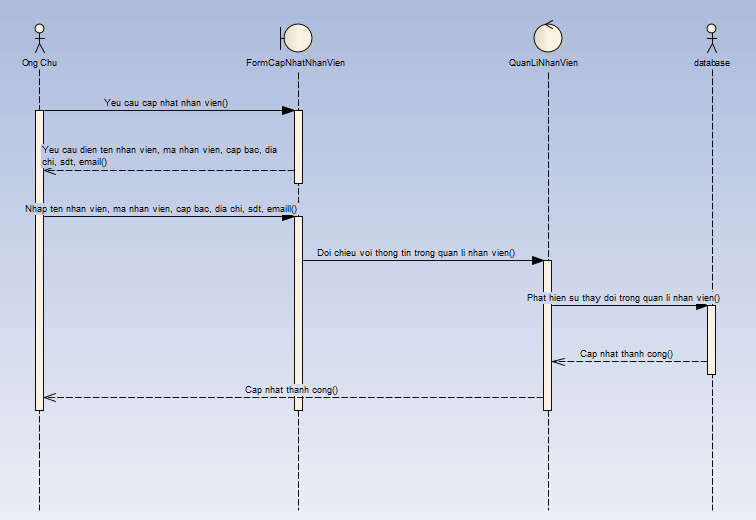 Ong Chu
FormCapNhatNhanVien
QuanLiNhanVien
database
Yeu cau cap nhat nhan vien()
Yeu cau dien ten nhan vien, ma nhan vien, cap bac, dia
chi, sdt, email()
Nhap ten nhan vien, ma nhan vien, cap bac, dia chi, sdt, emaill()
Doi chieu voi thong tin trong quan li nhan vien()
Phat hien su thay doi trong quan li nhan vien()
Cap nhat thanh cong()
Cap nhat thanh cong()